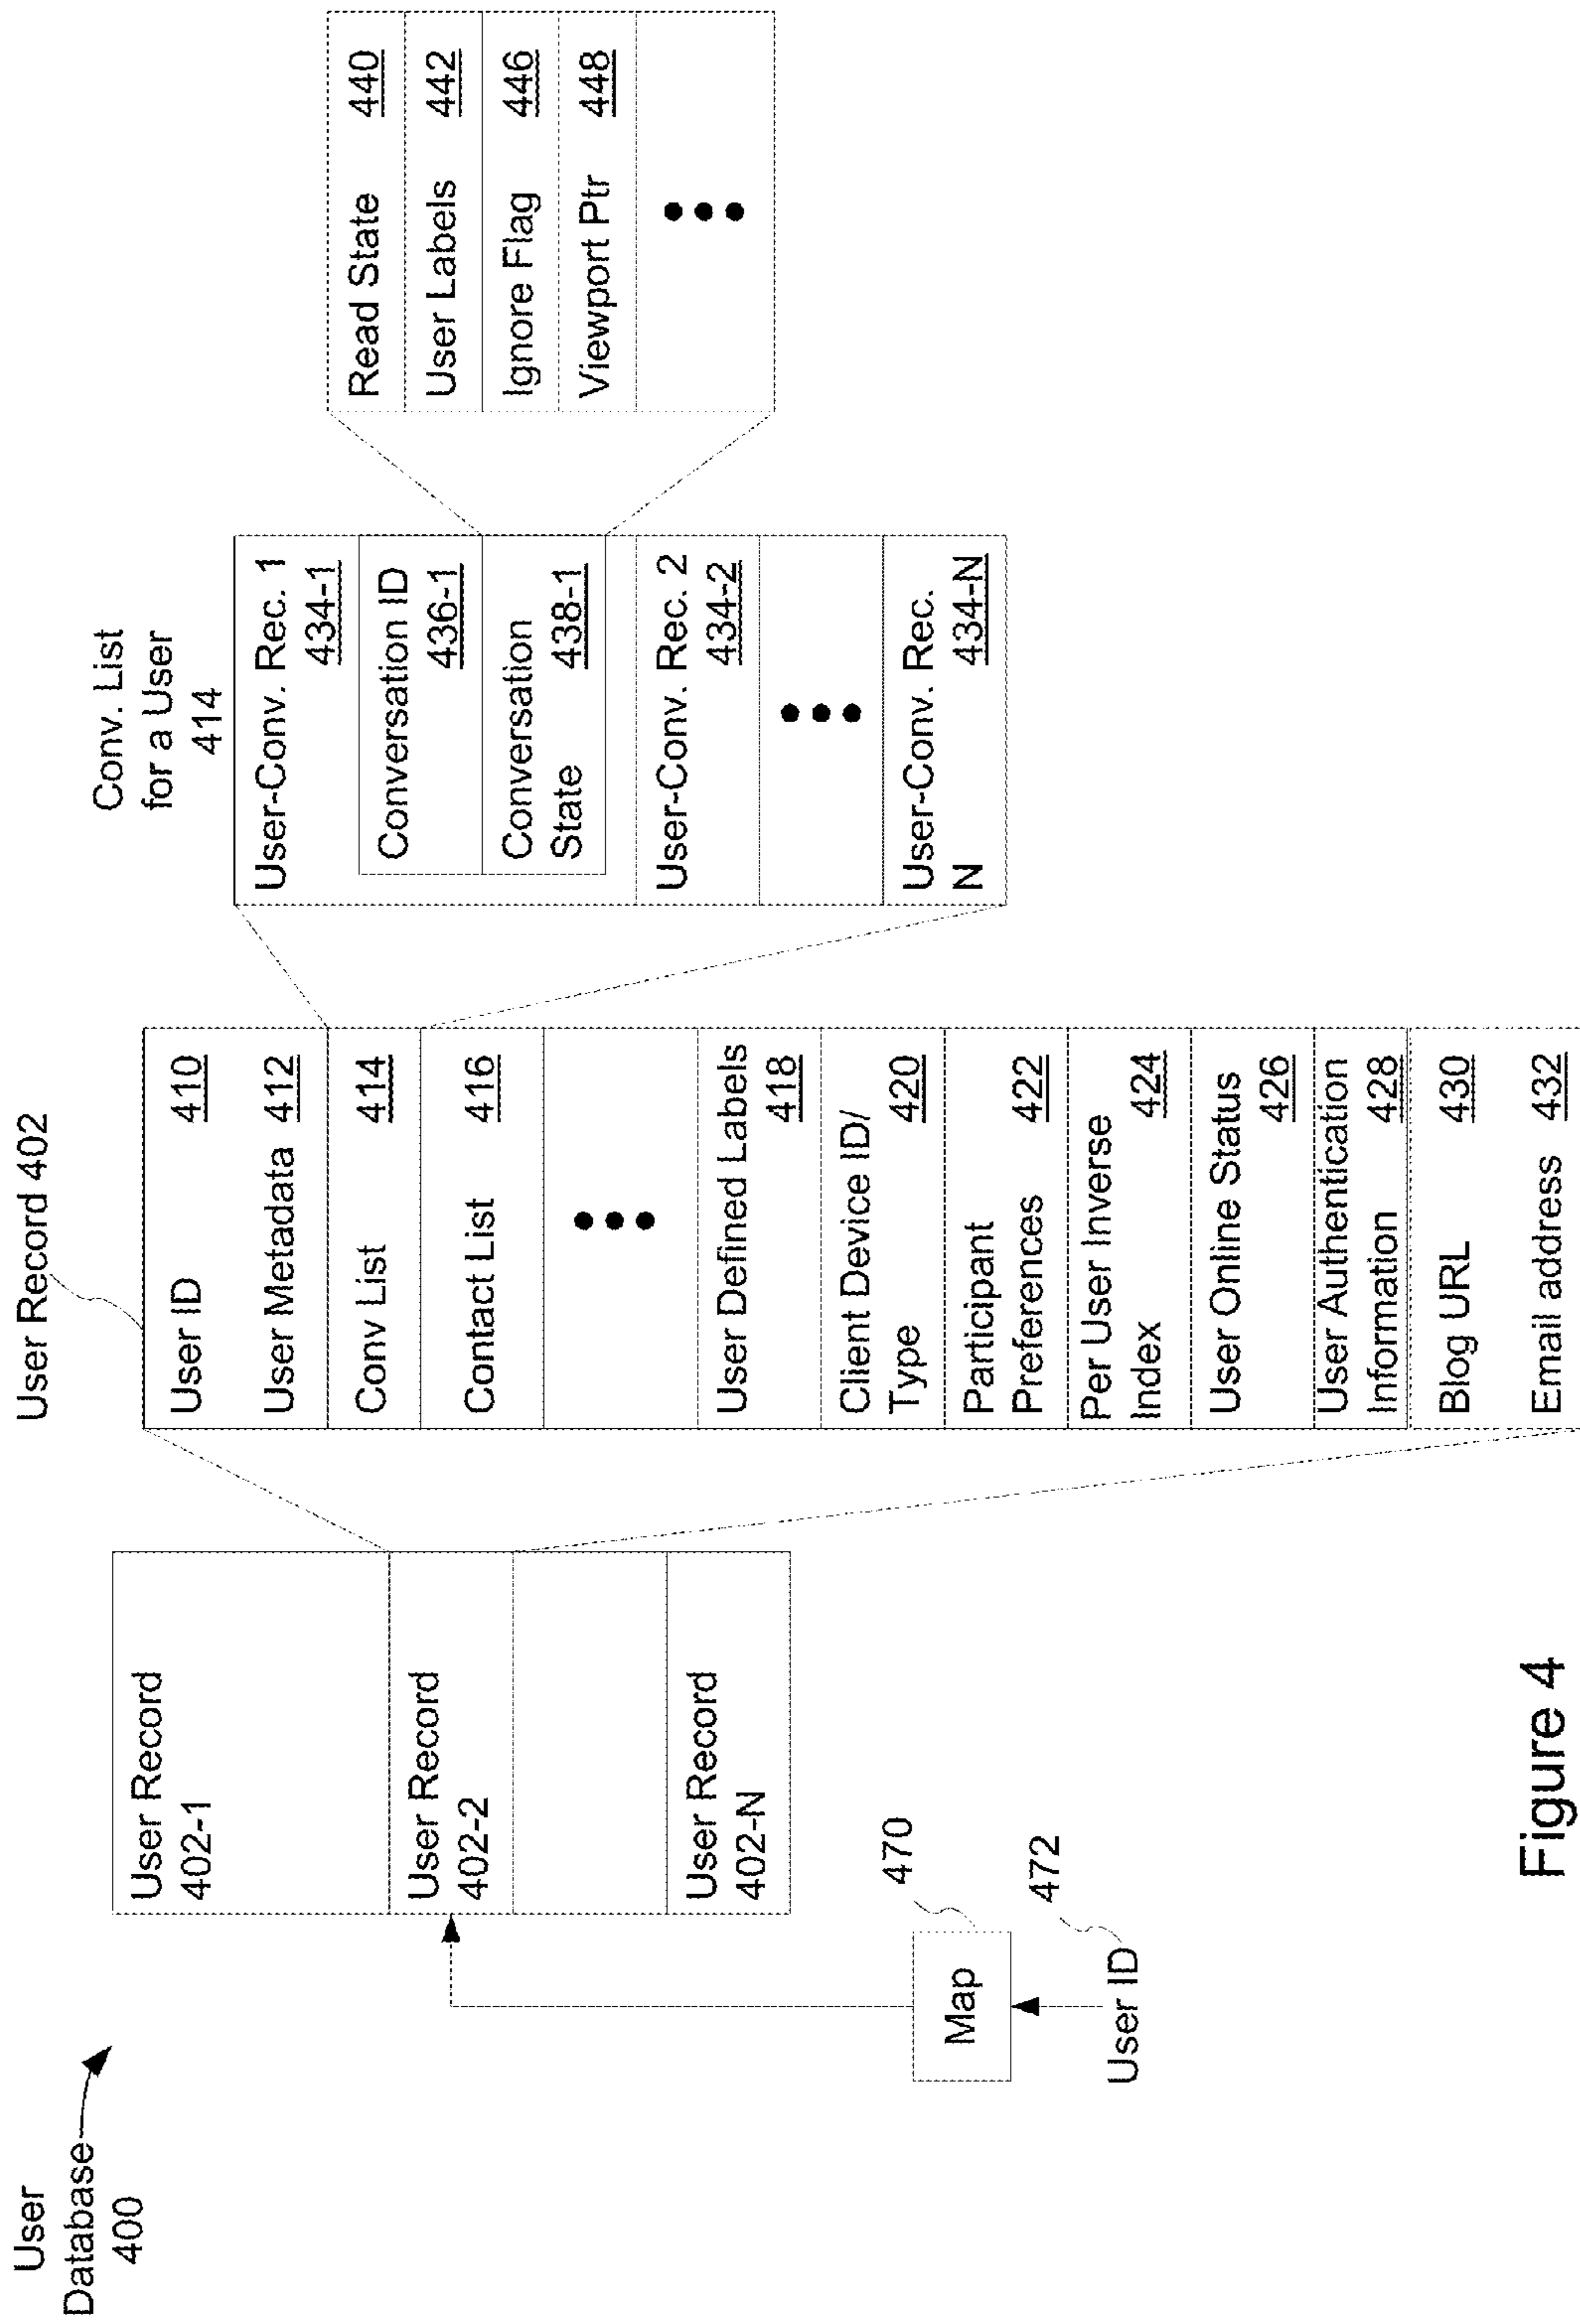 User
Database
400
User Record
402-1
User Record
402-2
User Record
402-N
Map
470
User ID
472
User Record 402
User ID 410
User Metadata 412
Conv List 414
Contact List 416
User Defined Labels
418
Client Device ID/
Type 420
Participant
Preferences 422
Per User Inverse
Index 424
User Online Status
426
User Authentication
Information 428
Blog URL 430
Email address 432
Conv. List
for a User
414
User-Conv. Rec. 1
434-1
Conversation ID
436-1
Conversation
State 438-1
User-Conv. Rec. 2
434-2
User-Conv. Rec.
N 434-N
Read State 440
User Labels 442
Ignore Flag 446
Viewport Ptr 448
Figure 4